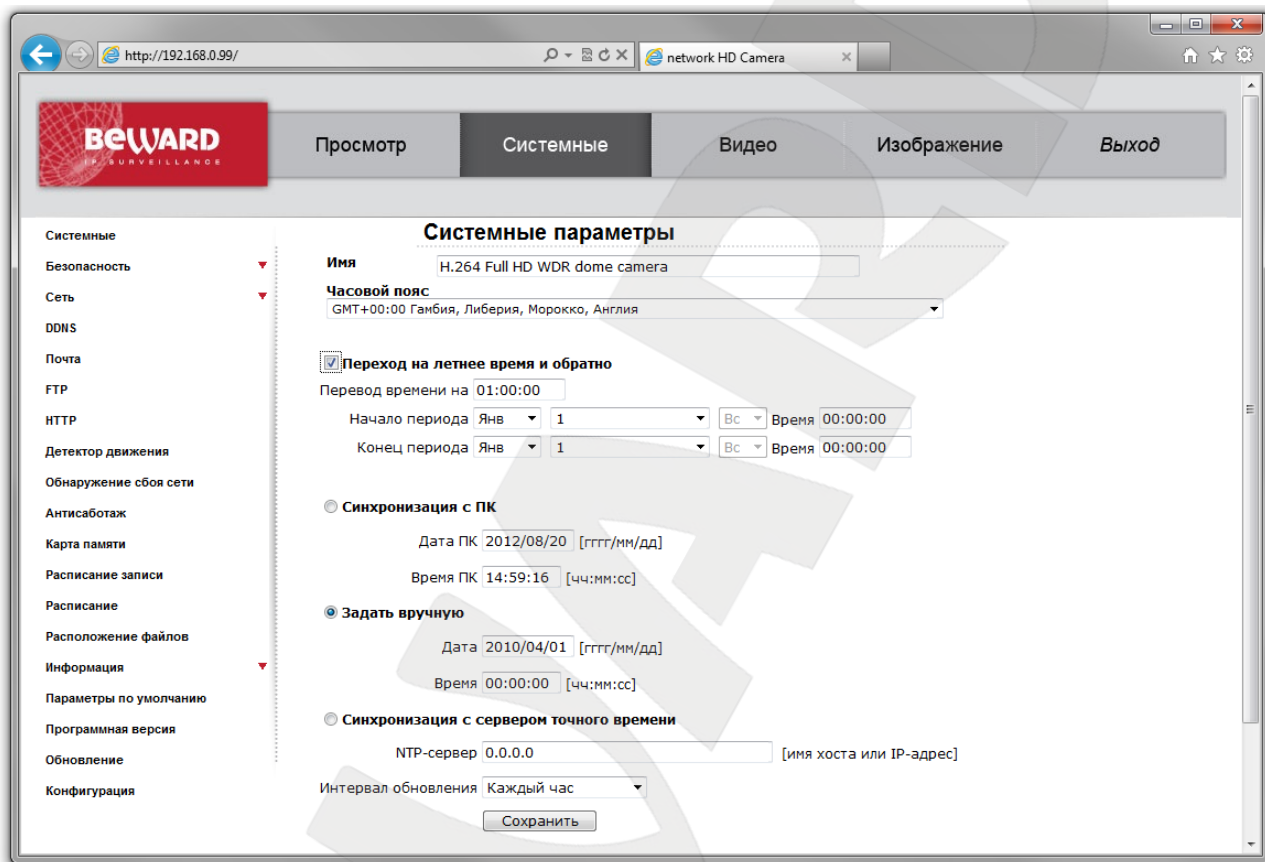 http://192.168.0.99/
network HD Camera
BEWARD
IP SURVEILLANCE
Просмотр
Системные
Видео
Изображение
Выход
Системные
Безопасность
Сеть
DDNS
Почта
FTP
HTTP
Детектор движения
Обнаружение сбоя сети
Антисаботаж
Карта памяти
Расписание записи
Расписание
Расположение файлов
Информация
Параметры по умолчанию
Программная версия
Обновление
Конфигурация
Системные параметры
Имя H.264 Full HD WDR dome camera
Часовой пояс
GMT+00:00 Гамбия, Либерия, Морокко, Англия
Переход на летнее время и обратно
Перевод времени на 01:00:00
Начало периода Янв 1 Вс Время 00:00:00
Конец периода Янв 1 Вс Время 00:00:00
Синхронизация с ПК
Дата ПК 2012/08/20 [гггг/мм/дд]
Время ПК 14:59:16 [чч:мм:сс]
Задать вручную
Дата 2010/04/01 [гггг/мм/дд]
Время 00:00:00 [чч:мм:сс]
Синхронизация с сервером точного времени
NTP-сервер 0.0.0.0 [имя хоста или IP-адрес]
Интервал обновления Каждый час
Сохранить